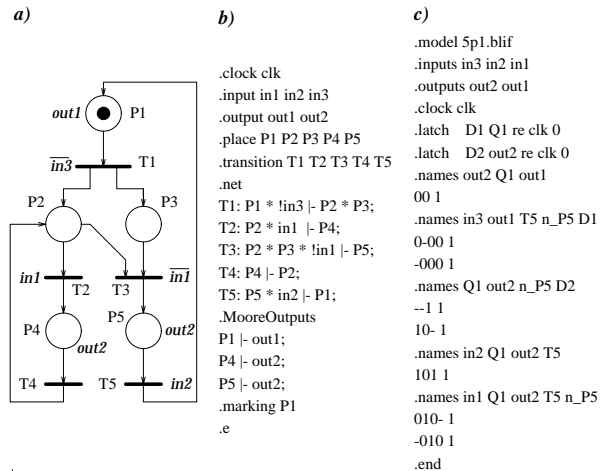 a)
out1 P1
in3 T1
P2 P3
in1 T2 T3 in1
P4 out2 P5 out2
T4 T5 in2
b)
.clock clk
.input in1 in2 in3
.output out1 out2
.place P1 P2 P3 P4 P5
.transition T1 T2 T3 T4 T5
.net
T1: P1 * !in3 |- P2 * P3;
T2: P2 * in1 |- P4;
T3: P2 * P3 * !in1 |- P5;
T4: P4 |- P2;
T5: P5 * in2 |- P1;
.MooreOutputs
P1 |- out1;
P4 |- out2;
P5 |- out2;
.marking P1
.e
c)
.model 5p1.blif
.inputs in3 in2 in1
.outputs out2 out1
.clock clk
.latch D1 Q1 re clk 0
.latch D2 out2 re clk 0
.names out2 Q1 out1
00 1
.names in3 out1 T5 n_P5 D1
0-00 1
-000 1
.names Q1 out2 n_P5 D2
--1 1
10- 1
.names in2 Q1 out2 T5
101 1
.names in1 Q1 out2 T5 n_P5
010- 1
-010 1
.end